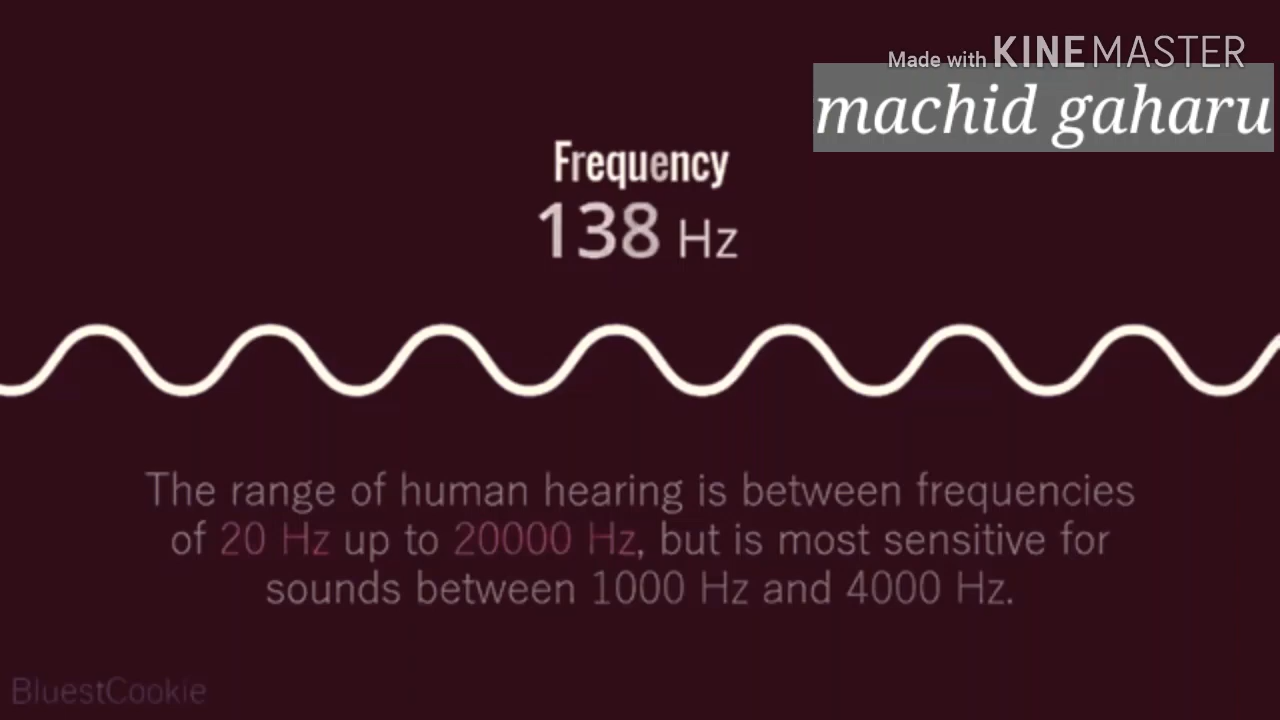 Made with KINEMASTER
machid gaharu
Frequency
138 Hz
The range of human hearing is between frequencies
of 20 Hz up to 20000 Hz, but is most sensitive for
sounds between 1000 Hz and 4000 Hz.
BluestCookie